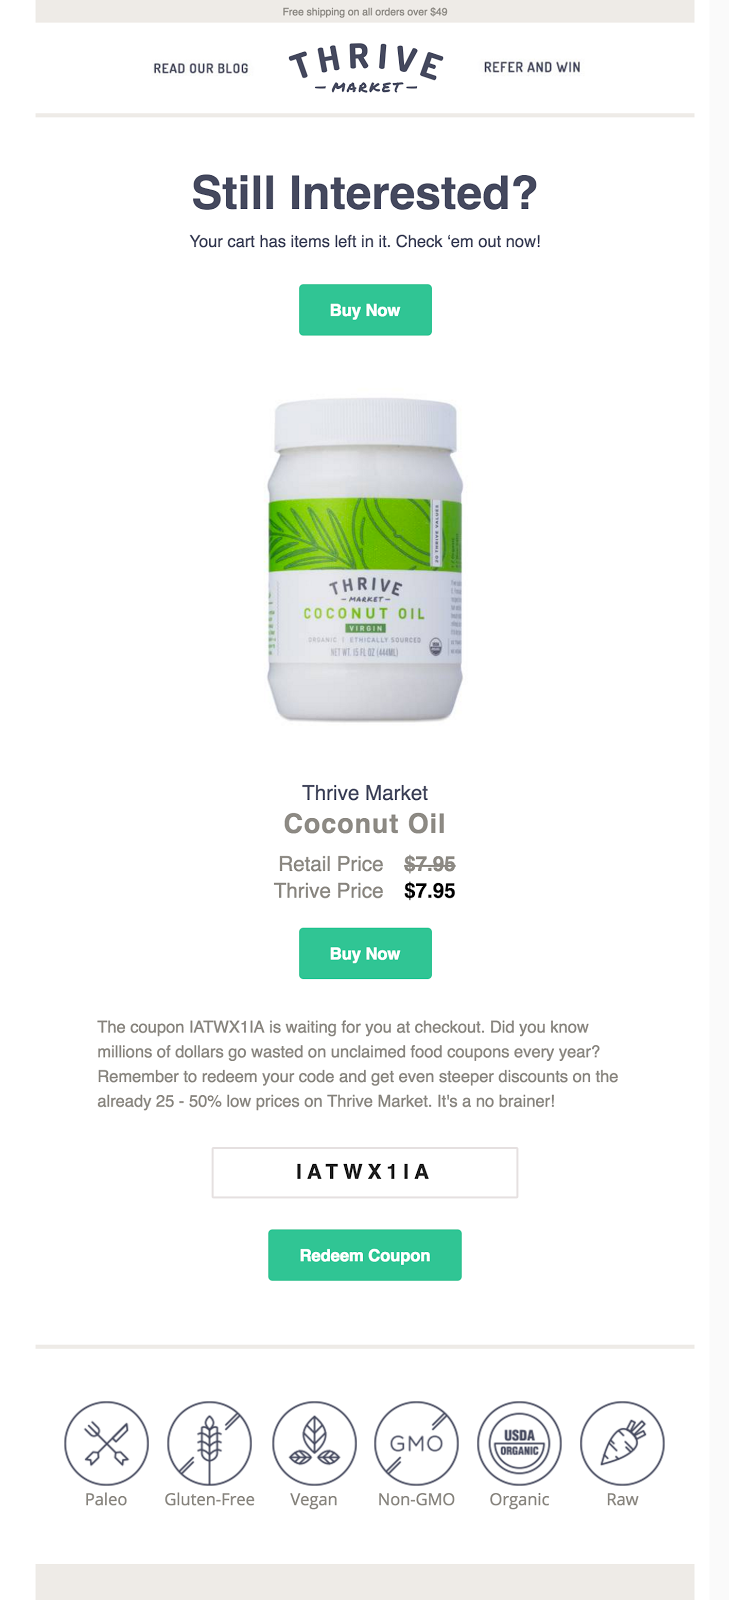 Free shipping on all orders over $49
READ OUR BLOG
THRIVE
MARKET
REFER AND WIN
Still Interested?
Your cart has items left in it. Check ‘em out now!
Buy Now
20 THRIVE VALUES
THRIVE
MARKET
COCONUT OIL
VIRGIN
ORGANIC | ETHICALLY SOURCED
NET WT. 15 FL OZ (444ML)
Thrive Market
Coconut Oil
Retail Price $7.95
Thrive Price $7.95
Buy Now
The coupon IATWX1IA is waiting for you at checkout. Did you know
millions of dollars go wasted on unclaimed food coupons every year?
Remember to redeem your code and get even steeper discounts on the
already 25 - 50% low prices on Thrive Market. It's a no brainer!
IATWX1IA
Redeem Coupon
GMO
USDA
ORGANIC
Paleo
Gluten-Free
Vegan
Non-GMO
Organic
Raw